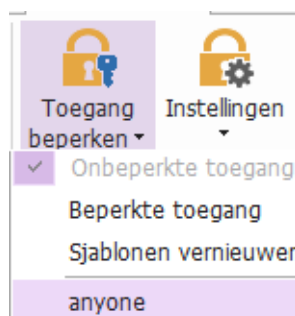 Toegang
beperken
Instellingen
Onbeperkte toegang
Beperkte toegang
Sjablonen vernieuwen
anyone